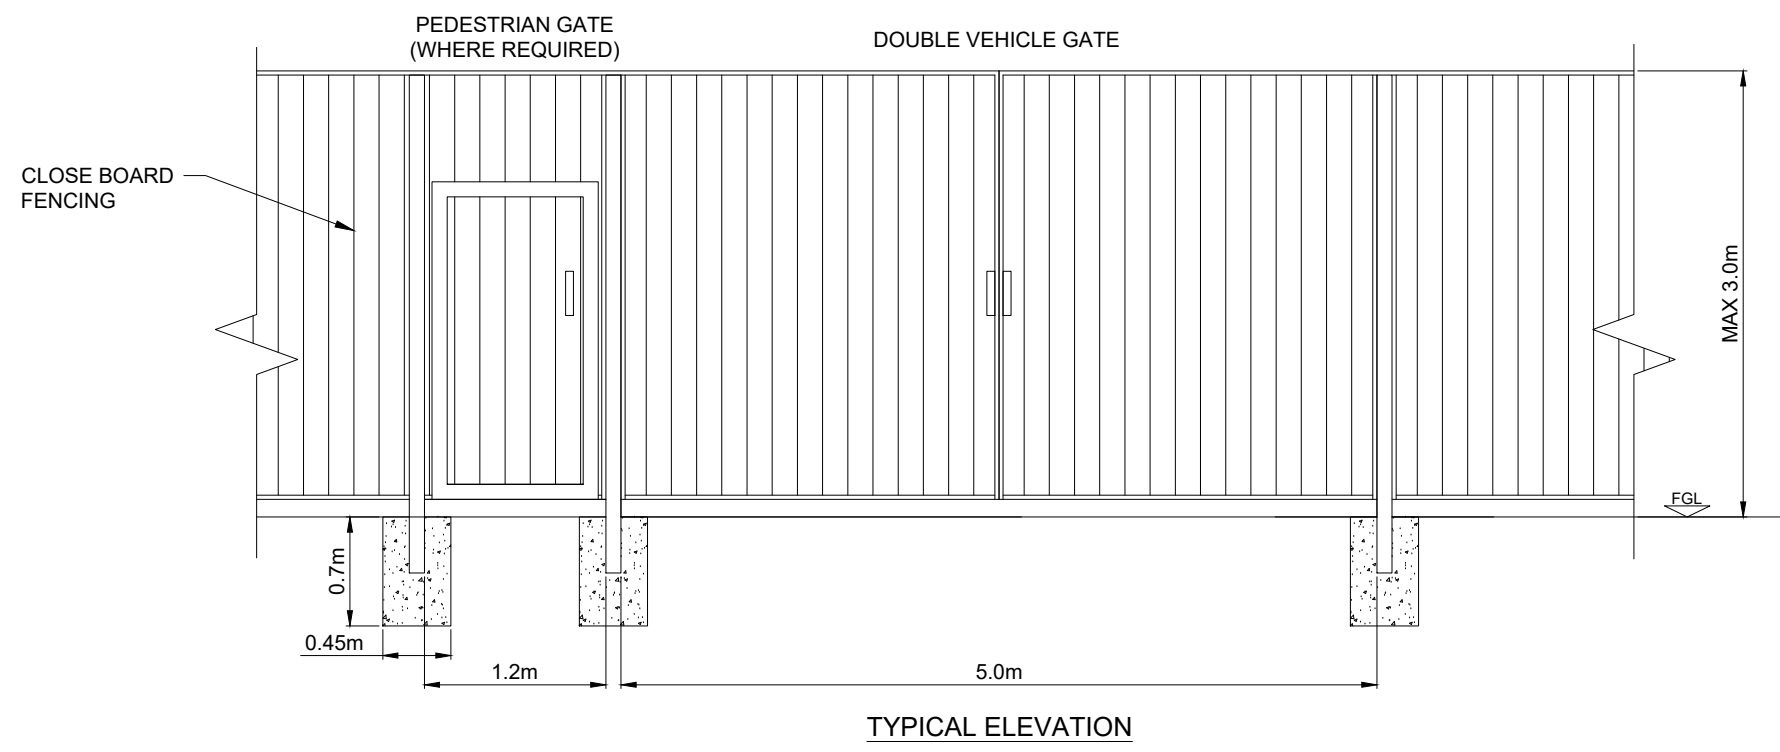 PEDESTRIAN GATE
(WHERE REQUIRED)
DOUBLE VEHICLE GATE
CLOSE BOARD
FENCING
MAX 3.0m
FGL
0.7m
0.45m
1.2m
5.0m
TYPICAL ELEVATION